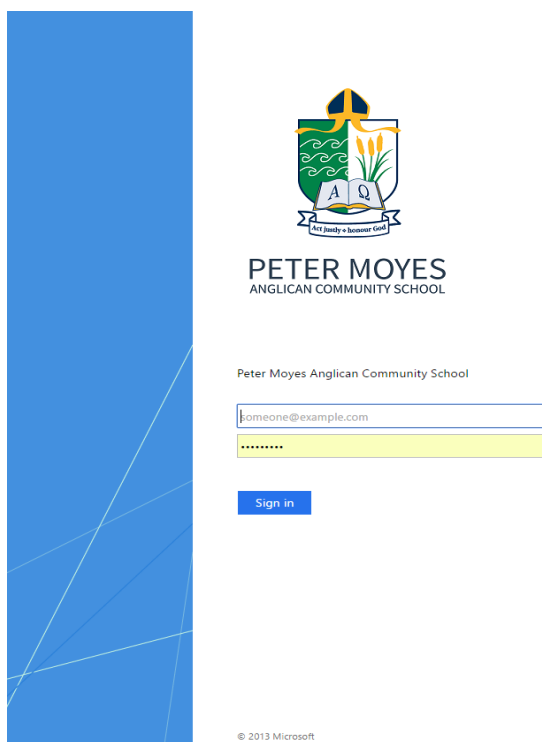 A Ω
Act justly + honour God
PETER MOYES
ANGLICAN COMMUNITY SCHOOL
Peter Moyes Anglican Community School
someone@example.com
•••••••••
Sign in
© 2013 Microsoft